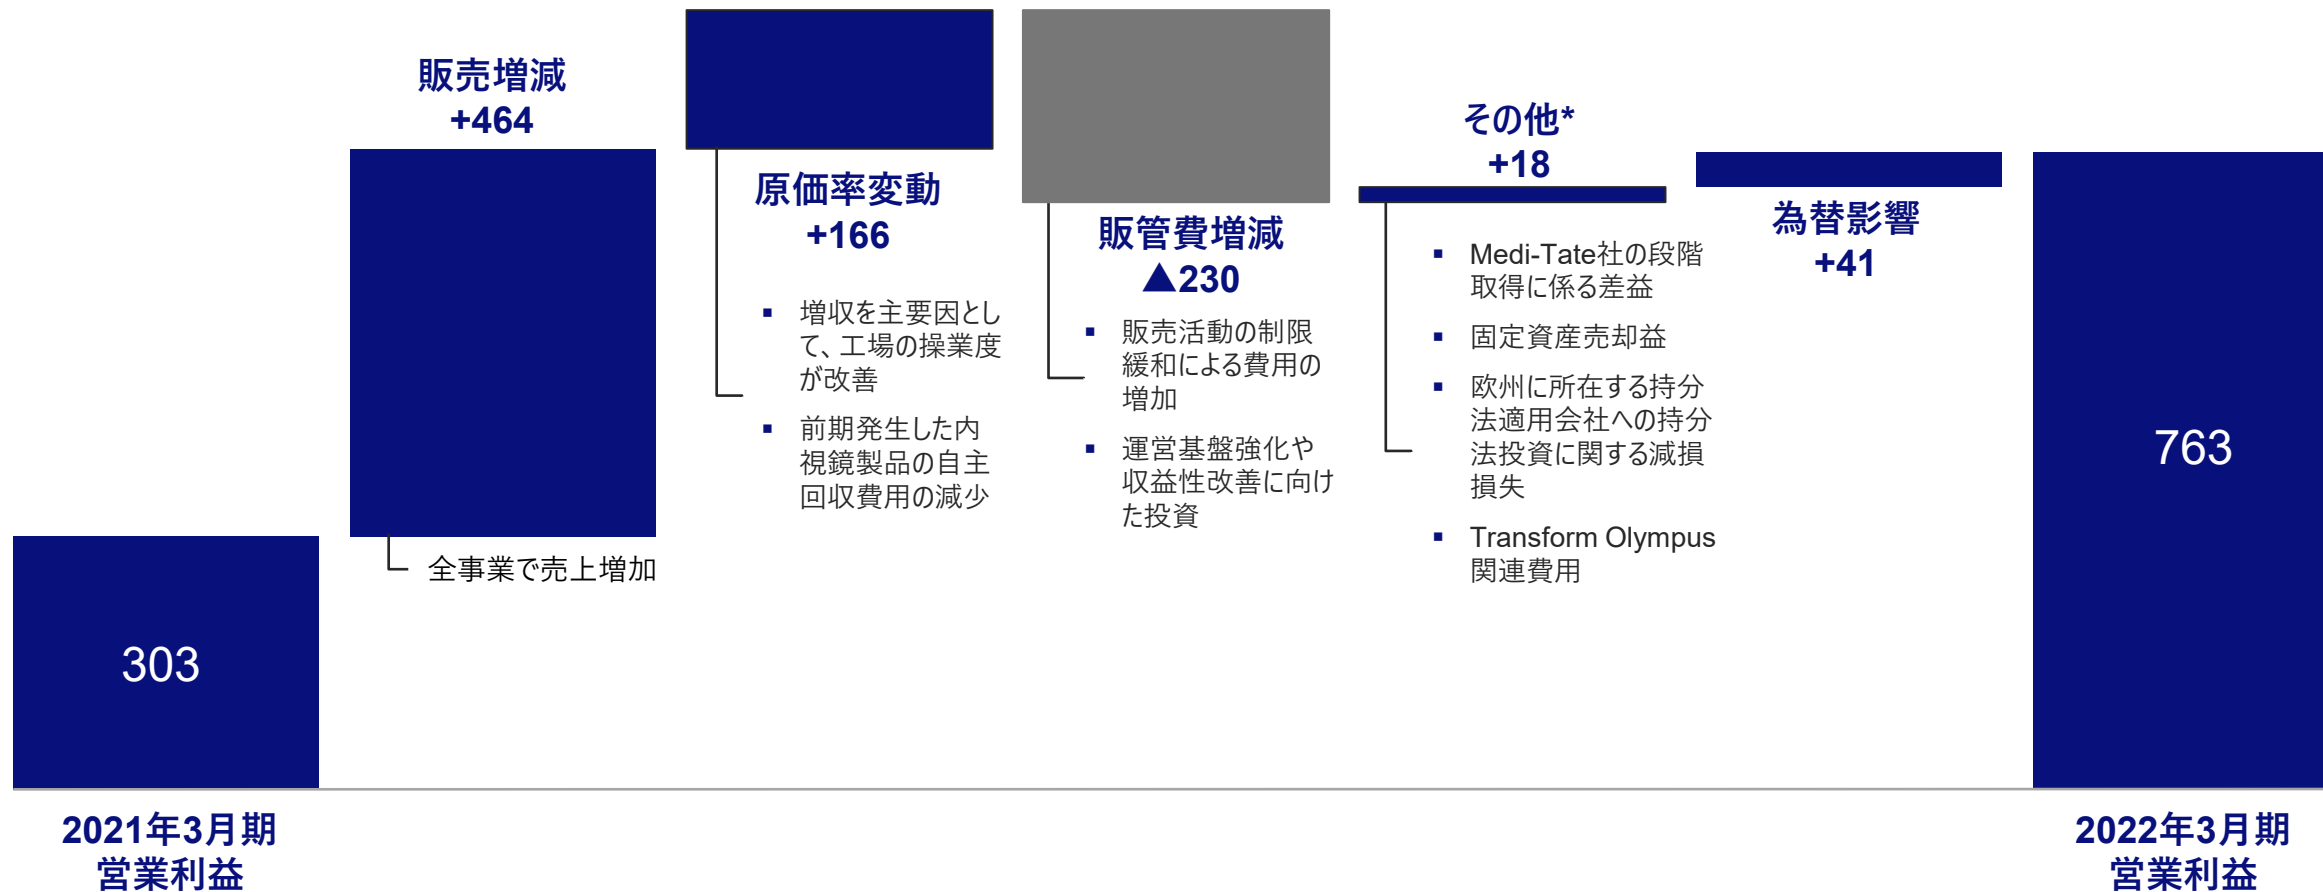 販売増減
+464
全事業で売上増加
原価率変動
+166
▪ 増収を主要因とし
て、工場の操業度
が改善
▪ 前期発生した内
視鏡製品の自主
回収費用の減少
販管費増減
▲230
▪ 販売活動の制限
緩和による費用の
増加
▪ 運営基盤強化や
収益性改善に向け
た投資
その他*
+18
▪ Medi-Tate社の段階
取得に係る差益
▪ 固定資産売却益
▪ 欧州に所在する持分
法適用会社への持分
法投資に関する減損
損失
▪ Transform Olympus
関連費用
為替影響
+41
303
763
2021年3月期
営業利益
2022年3月期
営業利益